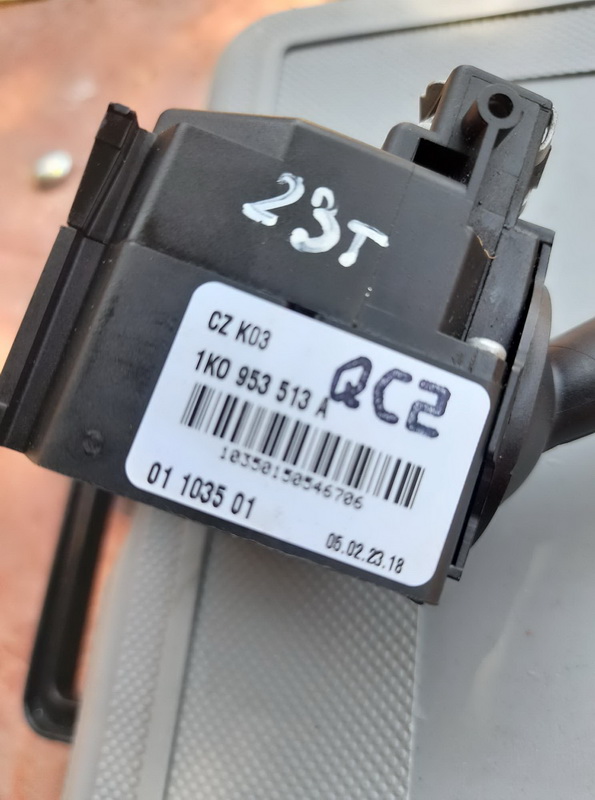 23T
CZ K03
1K0 953 513 A
QC2
10350150546706
01 1035 01
05.02.23.18